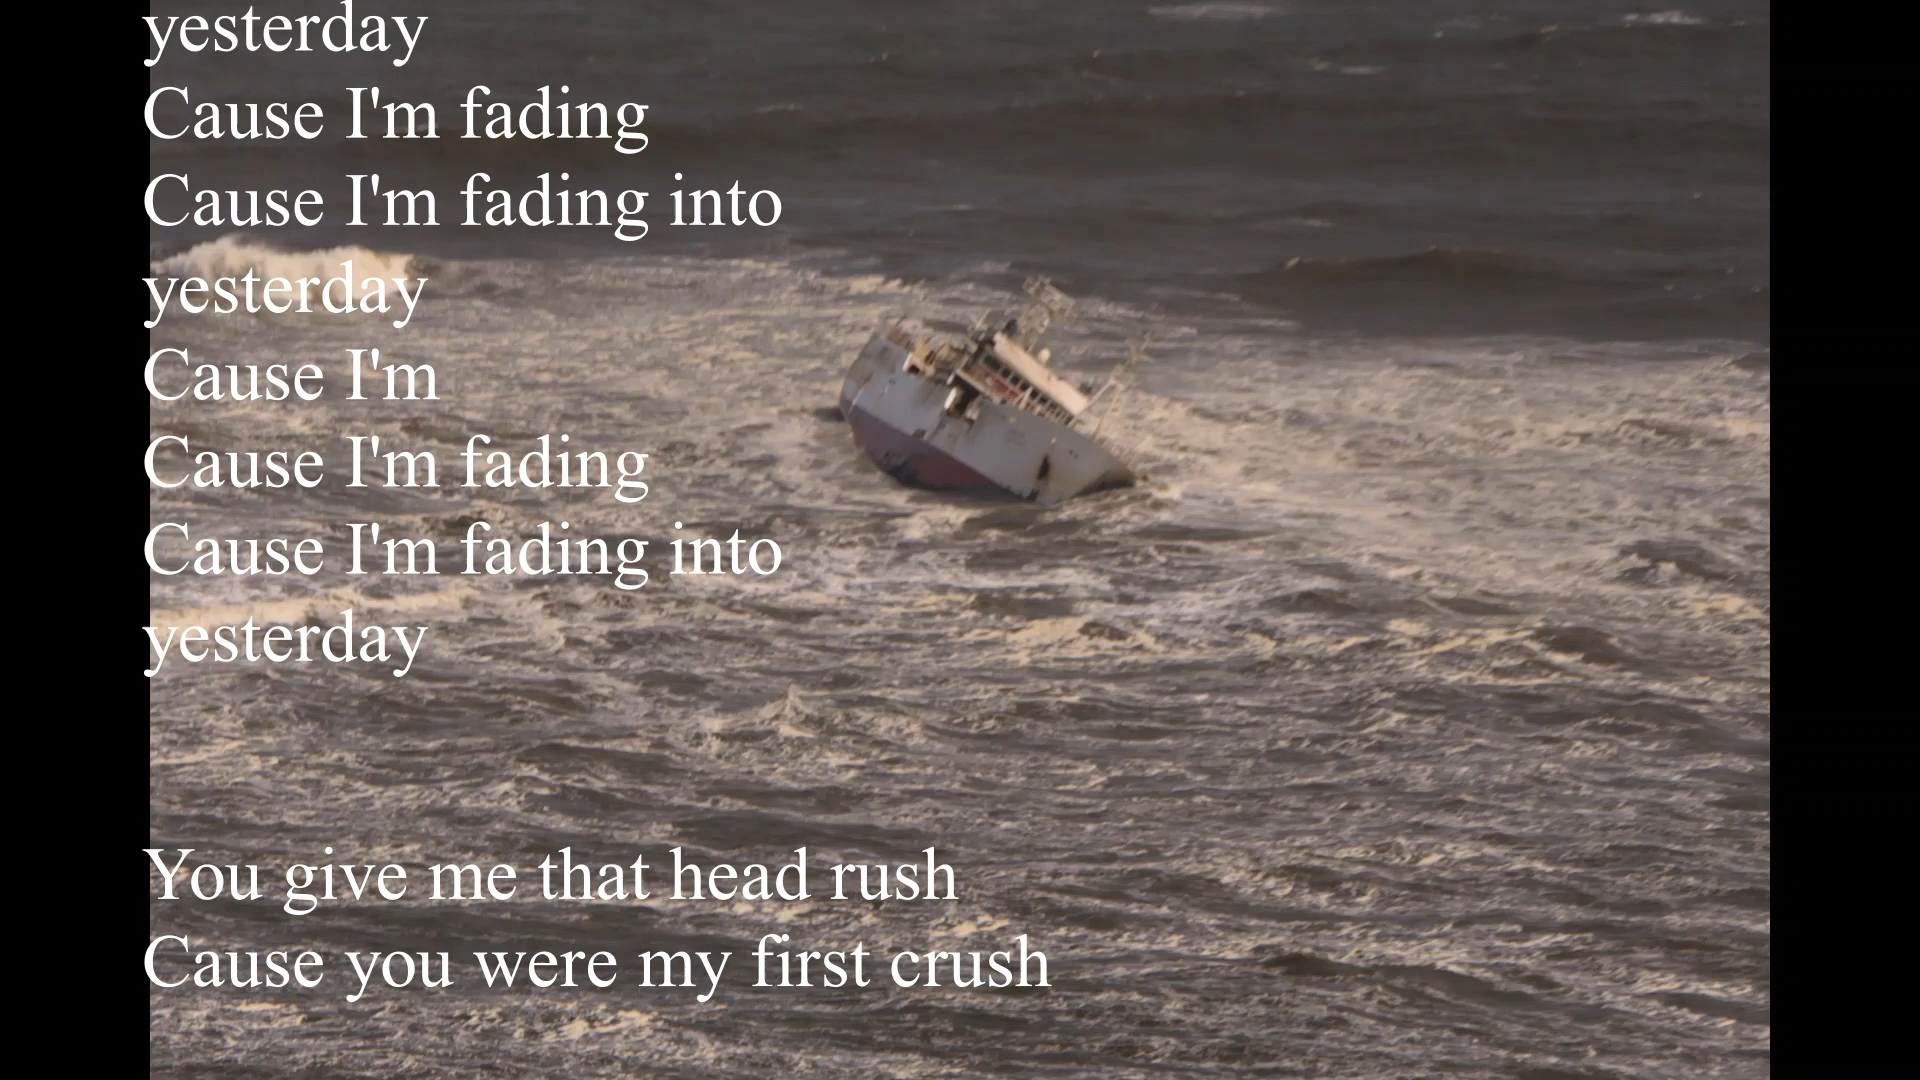 yesterday
Cause I'm fading
Cause I'm fading into
yesterday
Cause I'm
Cause I'm fading
Cause I'm fading into
yesterday
You give me that head rush
Cause you were my first crush